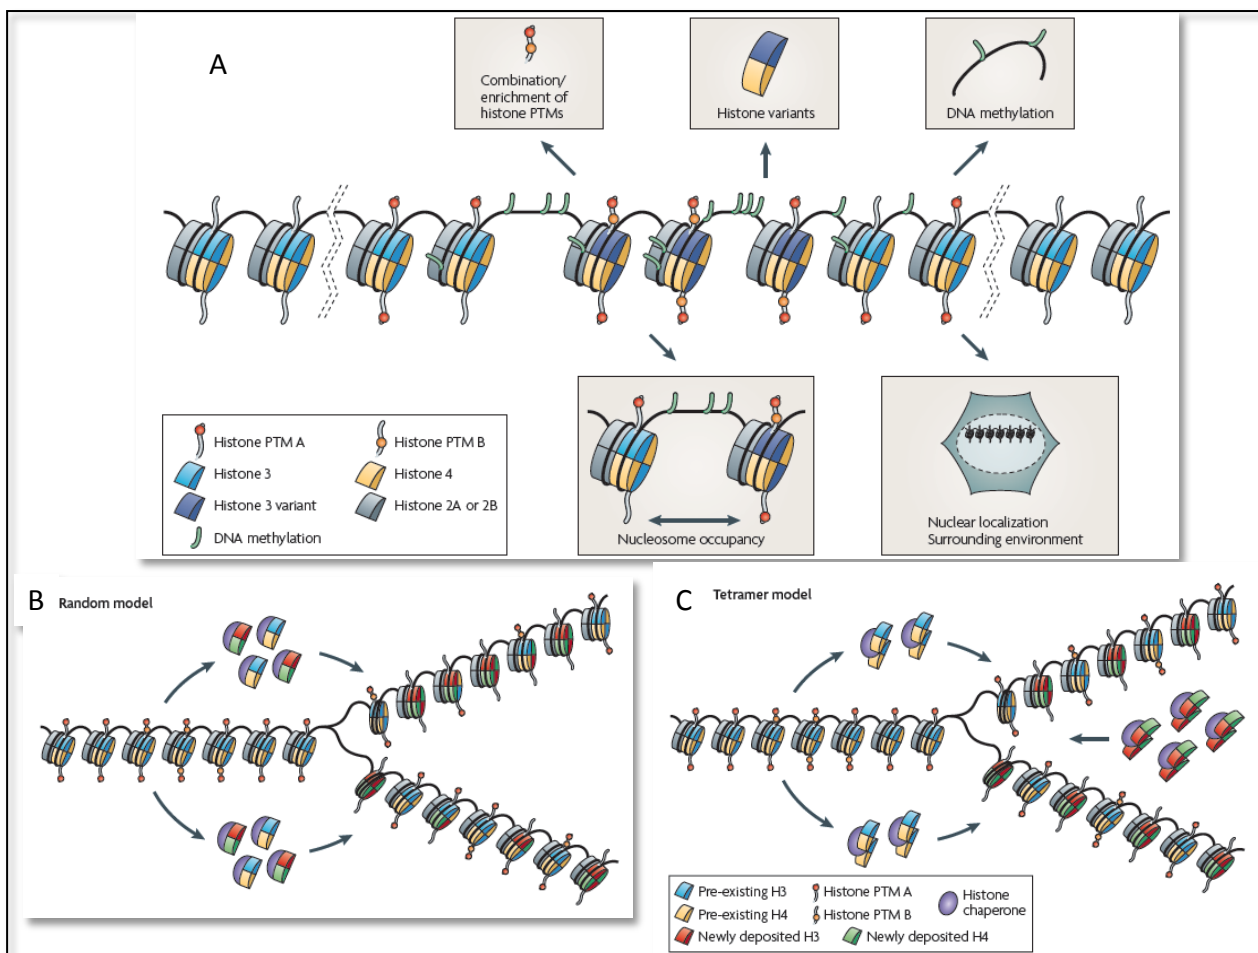 A
Combination/
enrichment of
histone PTMs
Histone variants
DNA methylation
Histone PTM A
Histone PTM B
Histone 3
Histone 4
Histone 3 variant
Histone 2A or 2B
DNA methylation
Nucleosome occupancy
Nuclear localization
Surrounding environment
B
Random model
C
Tetramer model
Pre-existing H3
Histone PTM A
Histone
chaperone
Pre-existing H4
Histone PTM B
Newly deposited H3
Newly deposited H4